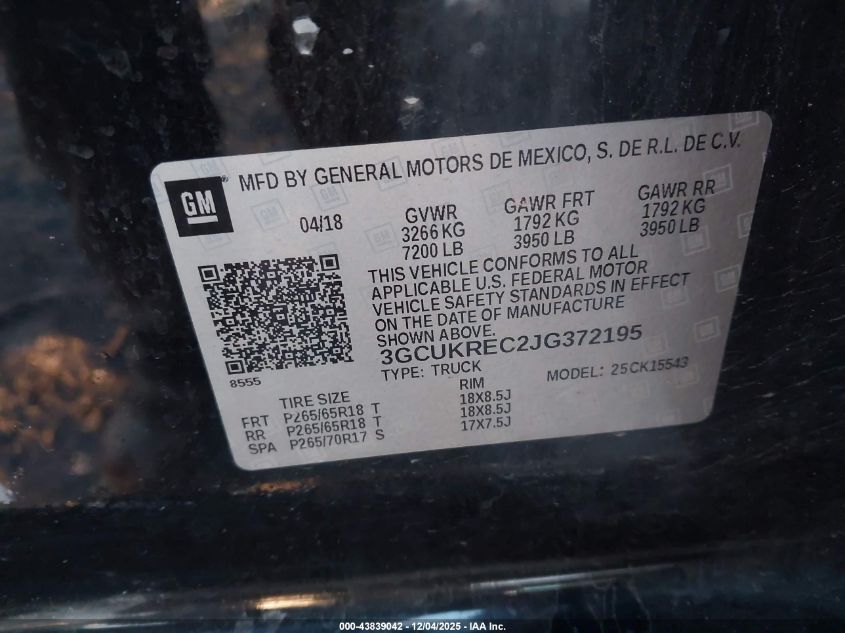 GM
MFD BY GENERAL MOTORS DE MEXICO, S. DE R.L. DE C.V.
04/18
GVWR
3266 KG
7200 LB
GAWR FRT
1792 KG
3950 LB
GAWR RR
1792 KG
3950 LB
THIS VEHICLE CONFORMS TO ALL
APPLICABLE U.S. FEDERAL MOTOR
VEHICLE SAFETY STANDARDS IN EFFECT
ON THE DATE OF MANUFACTURE
SHOWN ABOVE.
3GCUKREC2JG372195
TYPE: TRUCK
MODEL: 25CK15543
8555
TIRE SIZE RIM
FRT P265/65R18 T 18X8.5J
RR P265/65R18 T 18X8.5J
SPA P265/70R17 S 17X7.5J
000-43839042 - 12/04/2025 - IAA Inc.